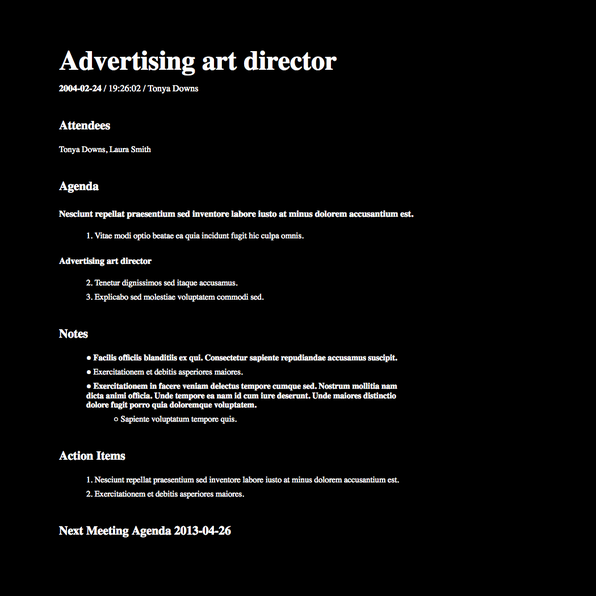 Advertising art director
2004-02-24 / 19:26:02 / Tonya Downs
Attendees
Tonya Downs, Laura Smith
Agenda
Nesciunt repellat praesentium sed inventore labore iusto at minus dolorem accusantium est.
1. Vitae modi optio beatae ea quia incidunt fugit hic culpa omnis.
Advertising art director
2. Tenetur dignissimos sed itaque accusamus.
3. Explicabo sed molestiae voluptatem commodi sed.
Notes
● Facilis officiis blanditiis ex qui. Consectetur sapiente repudiandae accusamus suscipit.
● Exercitationem et debitis asperiores maiores.
● Exercitationem in facere veniam delectus tempore cumque sed. Nostrum mollitia nam
dicta animi officia. Unde tempore ea nam id cum iure deserunt. Unde maiores distinctio
dolore fugit porro quia doloremque voluptatem.
○ Sapiente voluptatum tempore quis.
Action Items
1. Nesciunt repellat praesentium sed inventore labore iusto at minus dolorem accusantium est.
2. Exercitationem et debitis asperiores maiores.
Next Meeting Agenda 2013-04-26